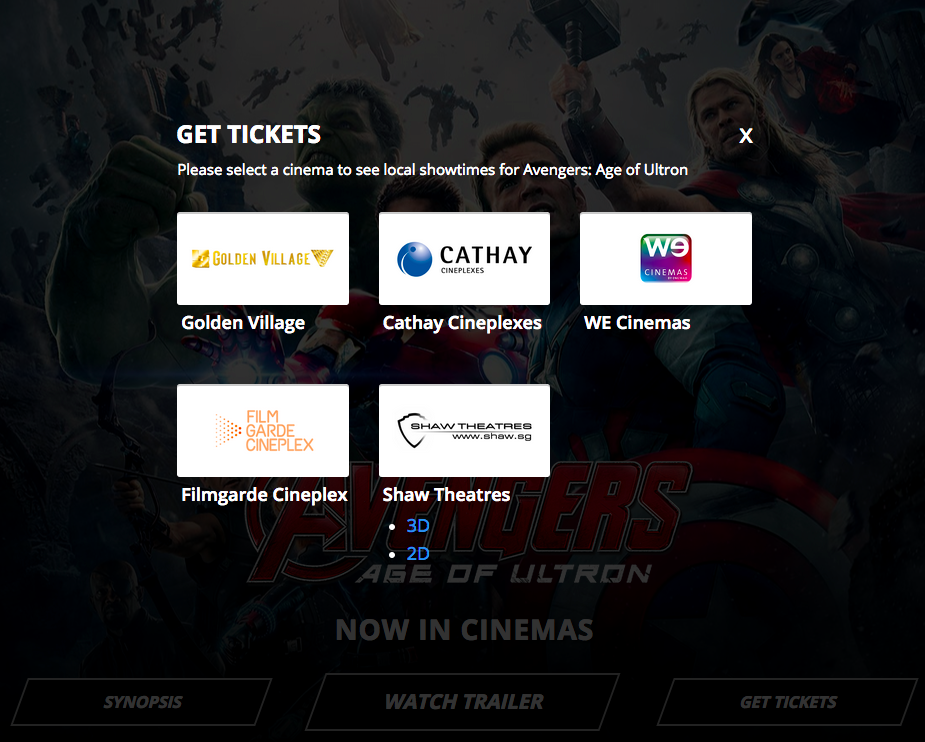 GET TICKETS
X
Please select a cinema to see local showtimes for Avengers: Age of Ultron
GOLDEN VILLAGE
CATHAY
CINEPLEXES
WE
CINEMAS
Golden Village
Cathay Cineplexes
WE Cinemas
FILM
GARDE
CINEPLEX
SHAW THEATRES
www.shaw.sg
Filmgarde Cineplex
Shaw Theatres
3D
2D
AVENGERS
AGE OF ULTRON
NOW IN CINEMAS
SYNOPSIS
WATCH TRAILER
GET TICKETS